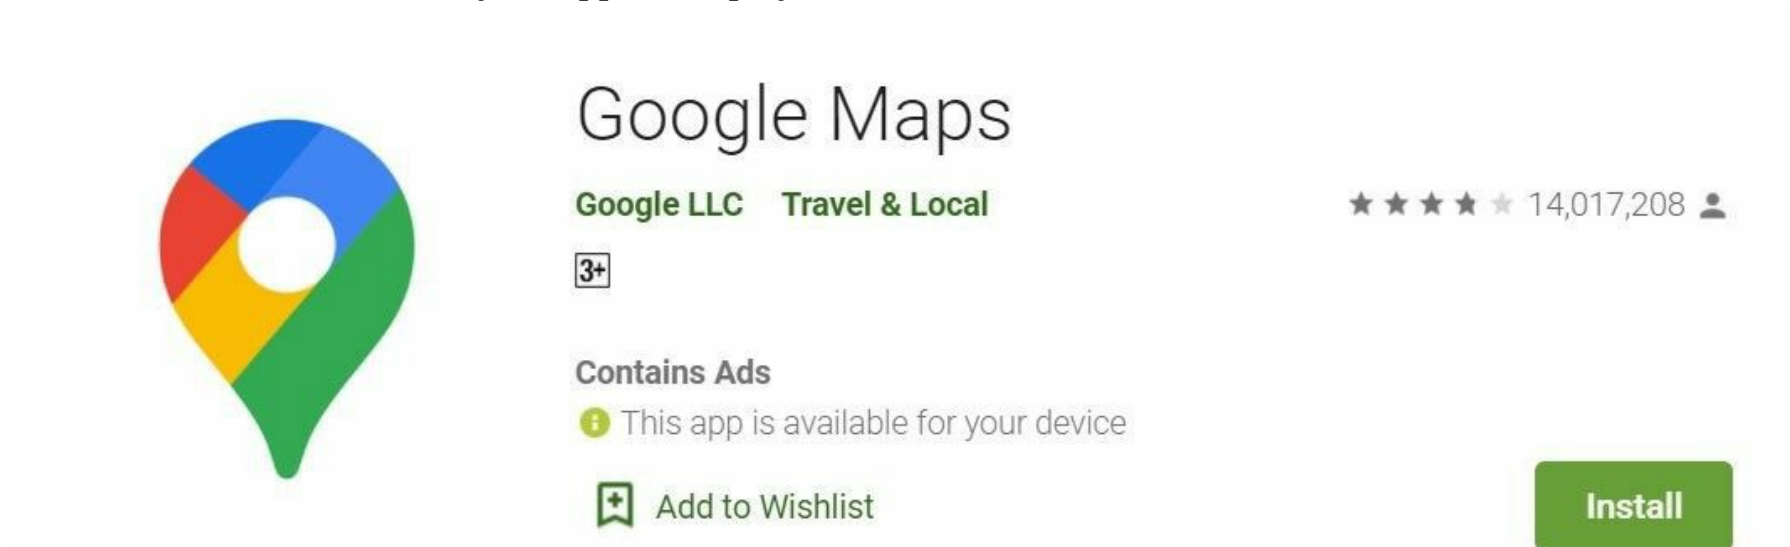 Google Maps
Google LLC Travel & Local 14,017,208
3+
Contains Ads
This app is available for your device
Add to Wishlist
Install